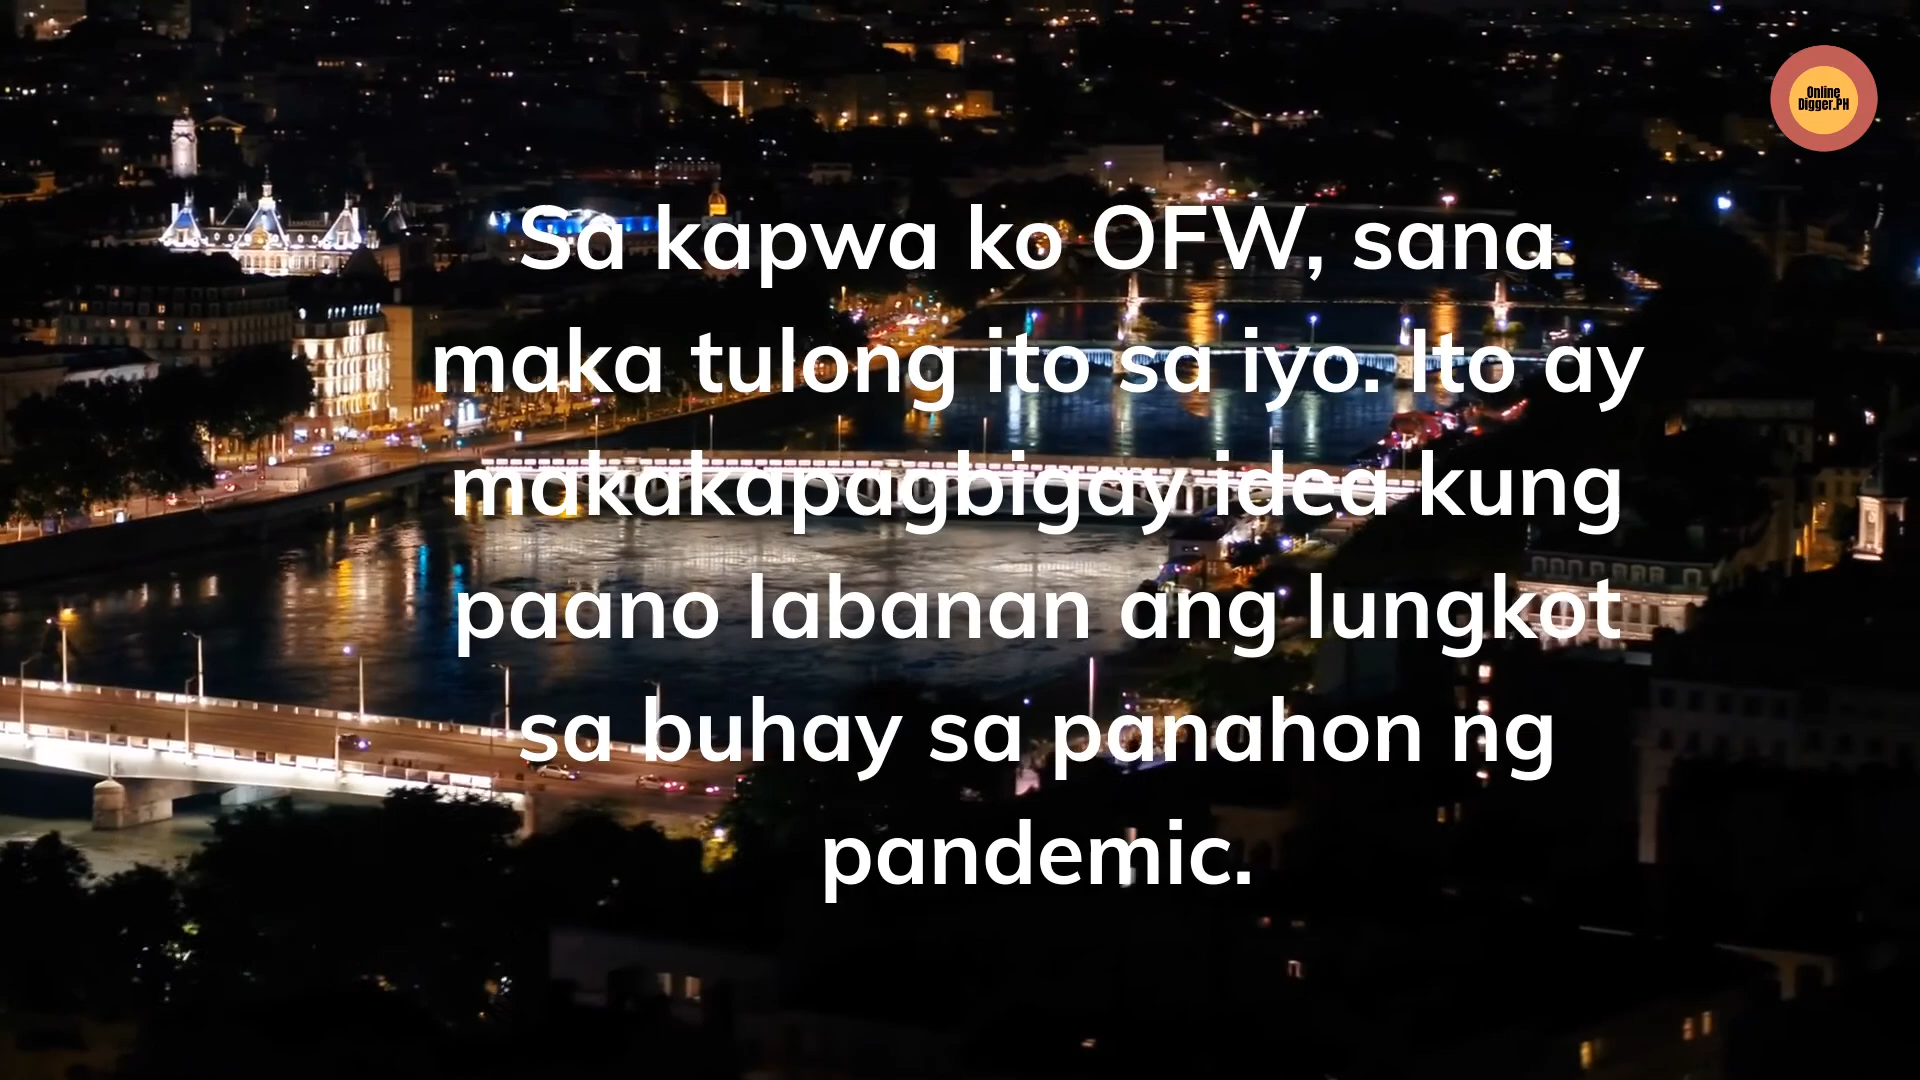 Online
Digger.PH
Sa kapwa ko OFW, sana
maka tulong ito sa iyo. Ito ay
makakapagbigay idea kung
paano labanan ang lungkot
sa buhay sa panahon ng
pandemic.